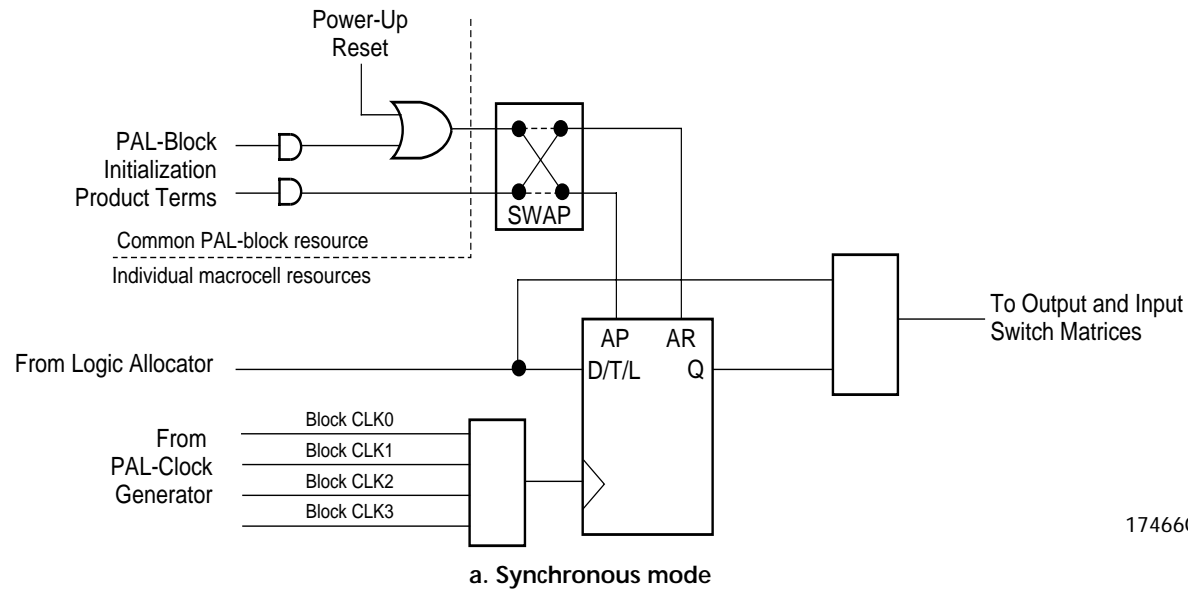 Power-Up
Reset
PAL-Block
Initialization
Product Terms
SWAP
Common PAL-block resource
Individual macrocell resources
To Output and Input
Switch Matrices
AP AR
From Logic Allocator
D/T/L Q
Block CLK0
From
PAL-Clock
Generator
Block CLK1
Block CLK2
Block CLK3
17466
a. Synchronous mode